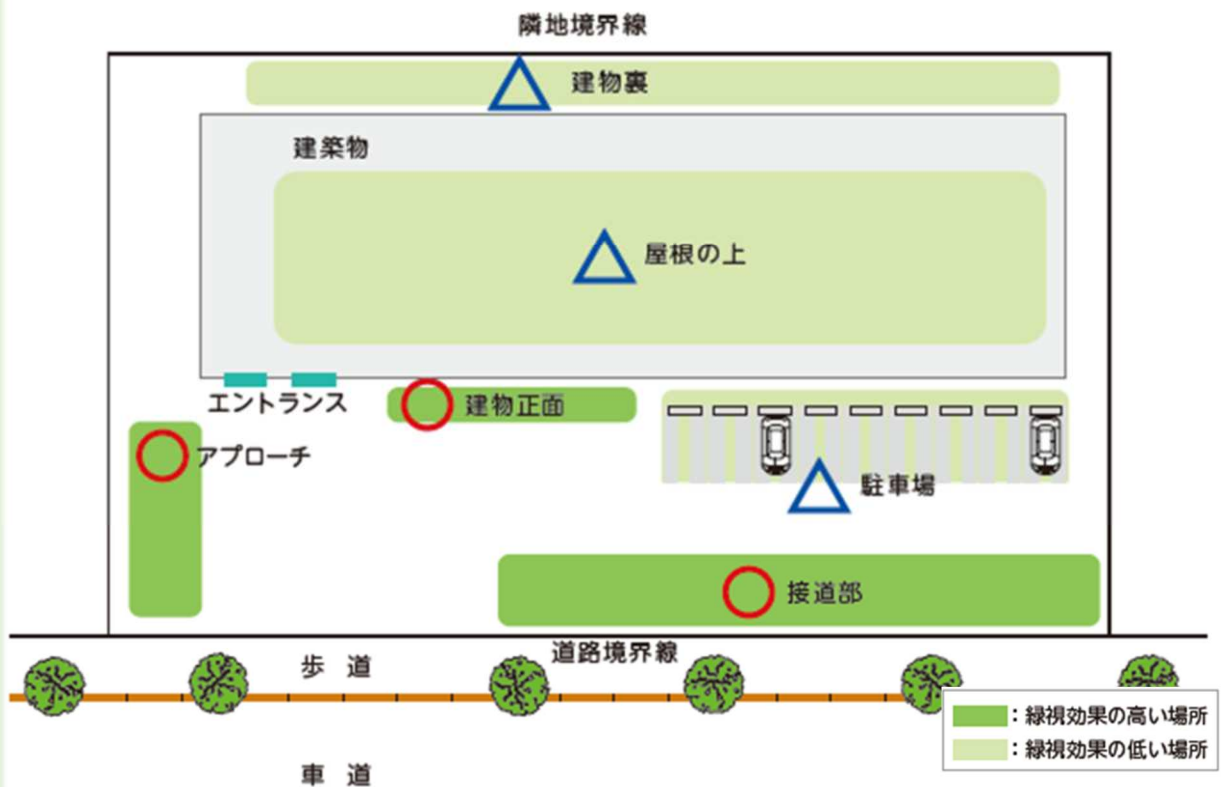 隣地境界線
建物裏
建築物
屋根の上
エントランス
建物正面
アプローチ
駐車場
接道部
道路境界線
歩 道
：緑視効果の高い場所
：緑視効果の低い場所
車 道